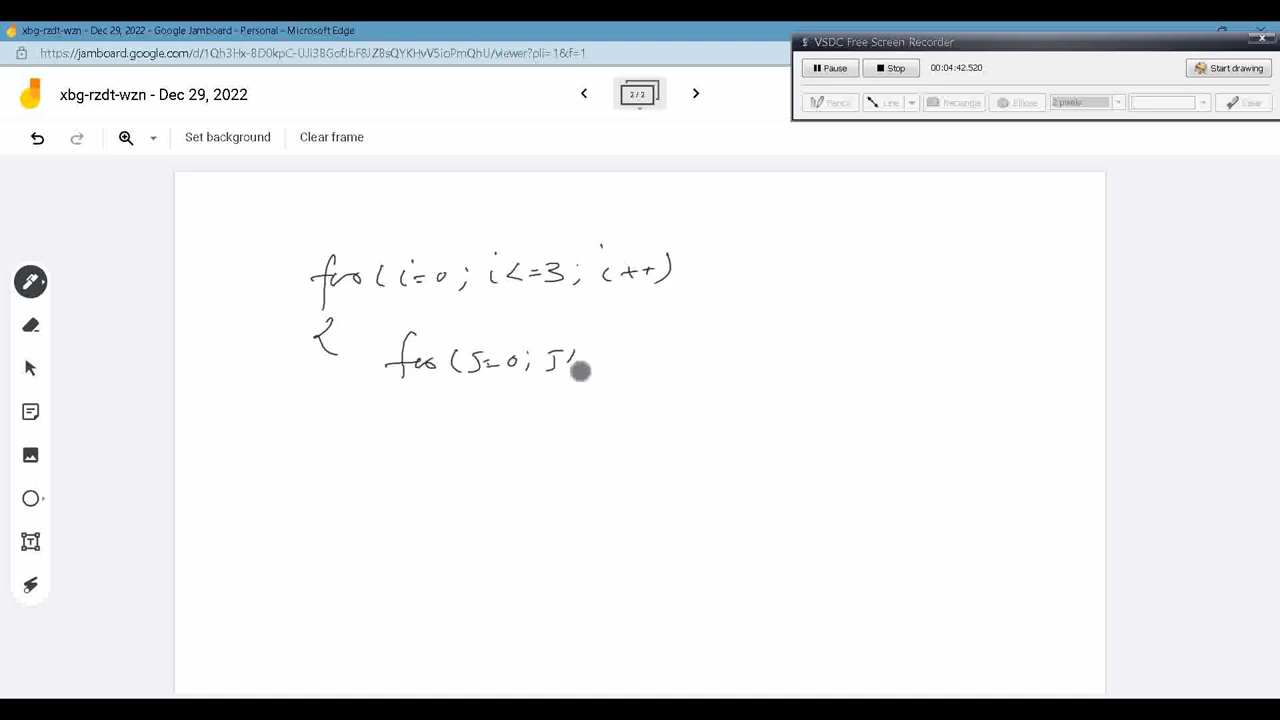 xbg-rzdt-wzn - Dec 29, 2022 - Google Jamboard - Personal - Microsoft Edge
https://jamboard.google.com/d/1Qh3Hx-BD0kpC-UJl3BGofJbF8JZBsQYKHvV5ioPmQhU/viewer?pli=1&f=1
VSDC Free Screen Recorder
Pause Stop 00:04:42.520 Start drawing
Pencil Line Rectangle Ellipse 2 pixels Clear
xbg-rzdt-wzn - Dec 29, 2022
2 / 2
Set background Clear frame
for (i=0; i<=3; i++)
{
for (J=0; J